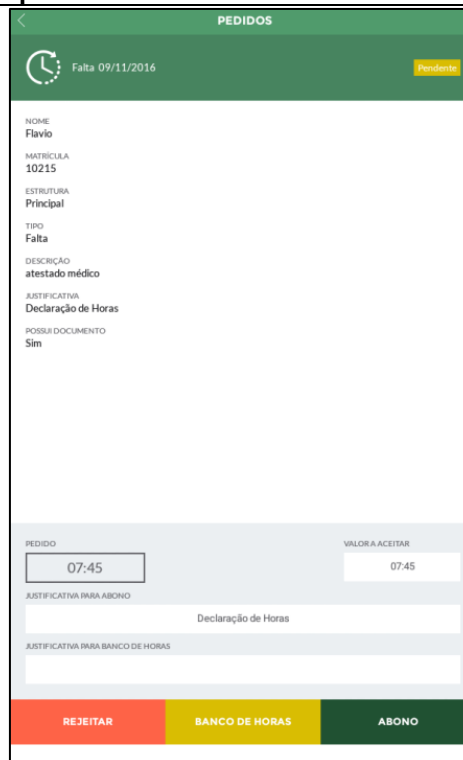 PEDIDOS
Falta 09/11/2016
Pendente
NOME
Flavio
MATRÍCULA
10215
ESTRUTURA
Principal
TIPO
Falta
DESCRIÇÃO
atestado médico
JUSTIFICATIVA
Declaração de Horas
POSSUI DOCUMENTO
Sim
PEDIDO
VALOR A ACEITAR
07:45
07:45
JUSTIFICATIVA PARA ABONO
Declaração de Horas
JUSTIFICATIVA PARA BANCO DE HORAS
REJEITAR
BANCO DE HORAS
ABONO